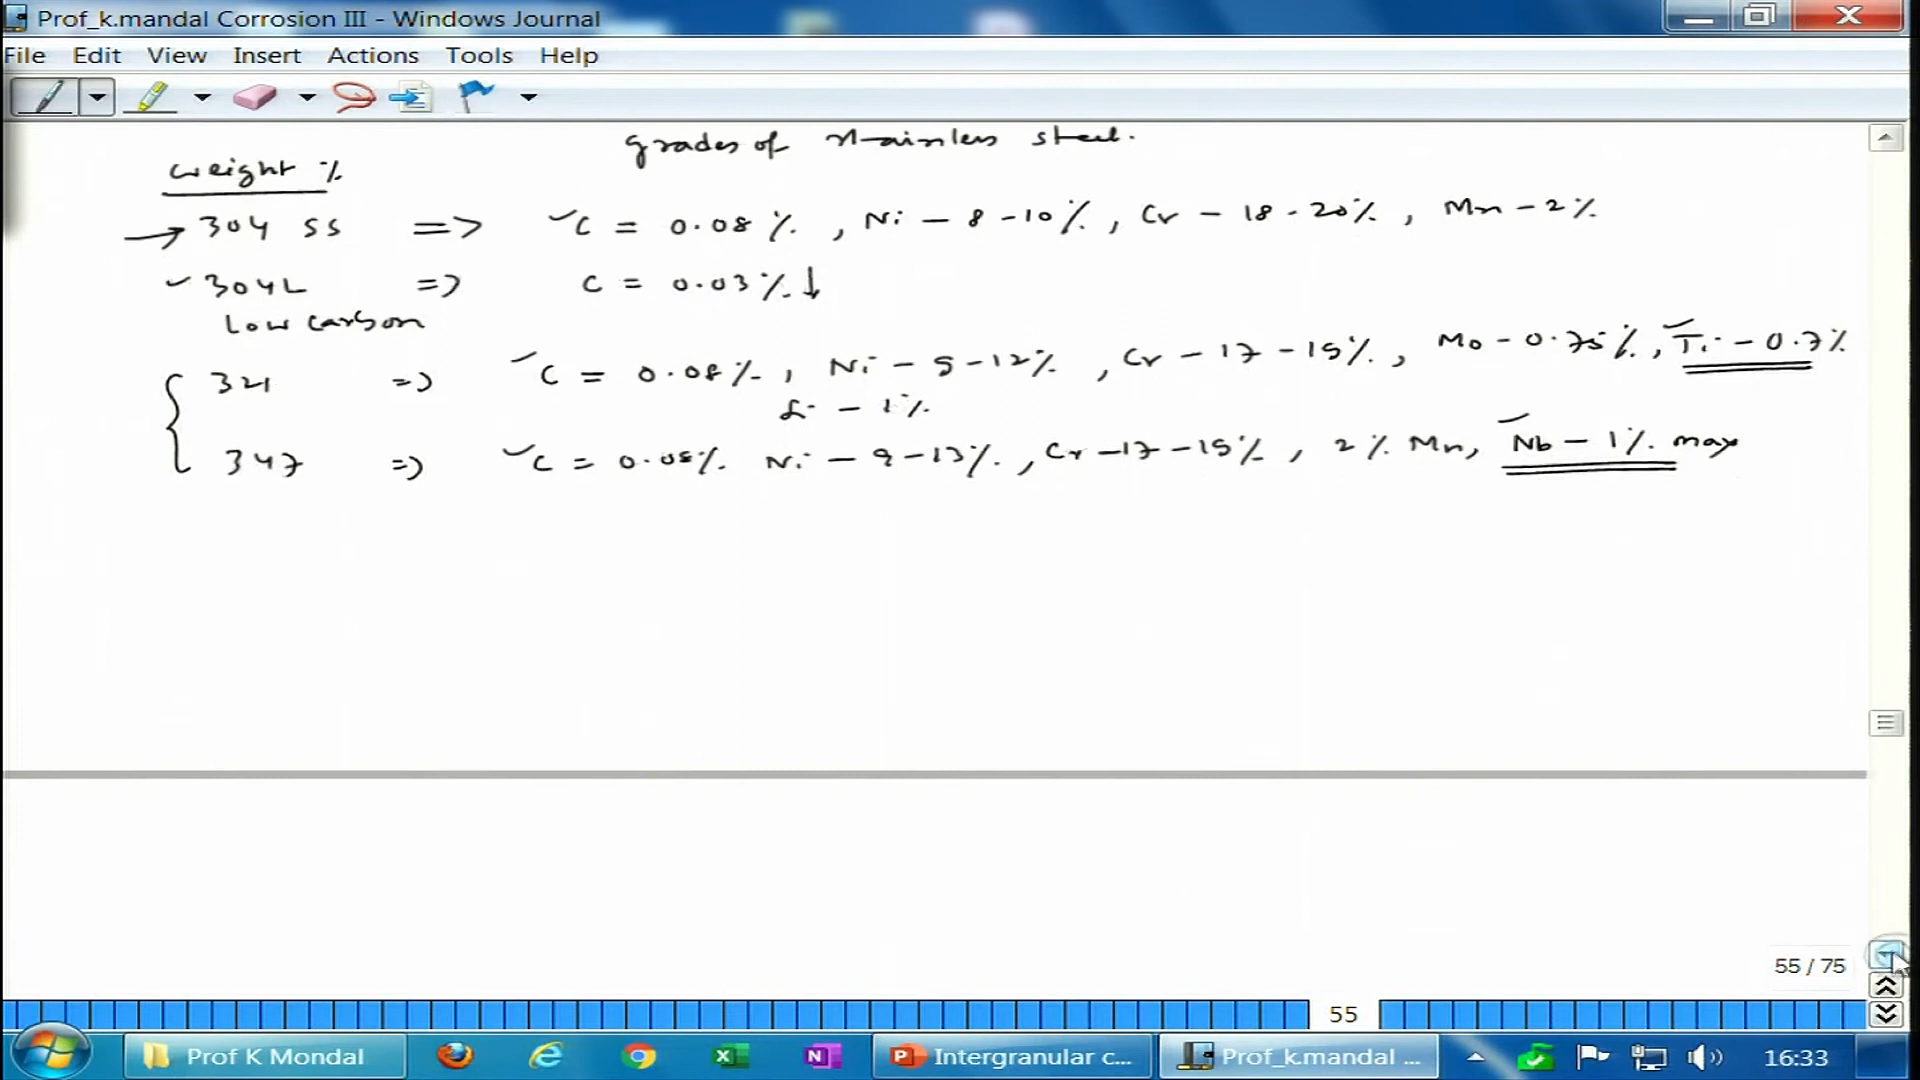 Prof_k.mandal Corrosion III - Windows Journal
File Edit View Insert Actions Tools Help
grades of stainless steel.
weight %
→ 304 SS => ✓C = 0.08 %, Ni - 8 - 10 %, Cr - 18 - 20 %, Mn - 2 %
✓304L => C = 0.03 % ↓
Low carbon
321 => ✓C = 0.08 %, Ni - 9 - 12 %, Cr - 17 - 19 %, Mo - 0.75 %, ✓Ti - 0.7 %
Si - 1 %
347 => ✓C = 0.08 % Ni - 9 - 13 %, Cr - 17 - 19 %, 2 % Mn, ✓Nb - 1 % max
55 / 75
55
Prof K Mondal Intergranular c... Prof_k.mandal ... 16:33